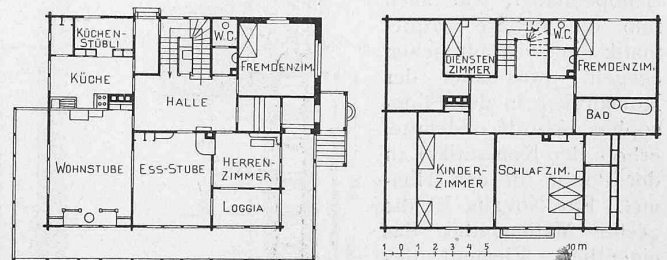 KÜCHEN-
STÜBLI
W.C.
FREMDENZIM.
KÜCHE
HALLE
WOHNSTUBE
ESS-STUBE
HERREN-
ZIMMER
LOGGIA
DIENSTEN
ZIMMER
W.C.
FREMDENZIM.
BAD
KINDER-
ZIMMER
SCHLAFZIM.
1 0 1 2 3 4 5 10 m